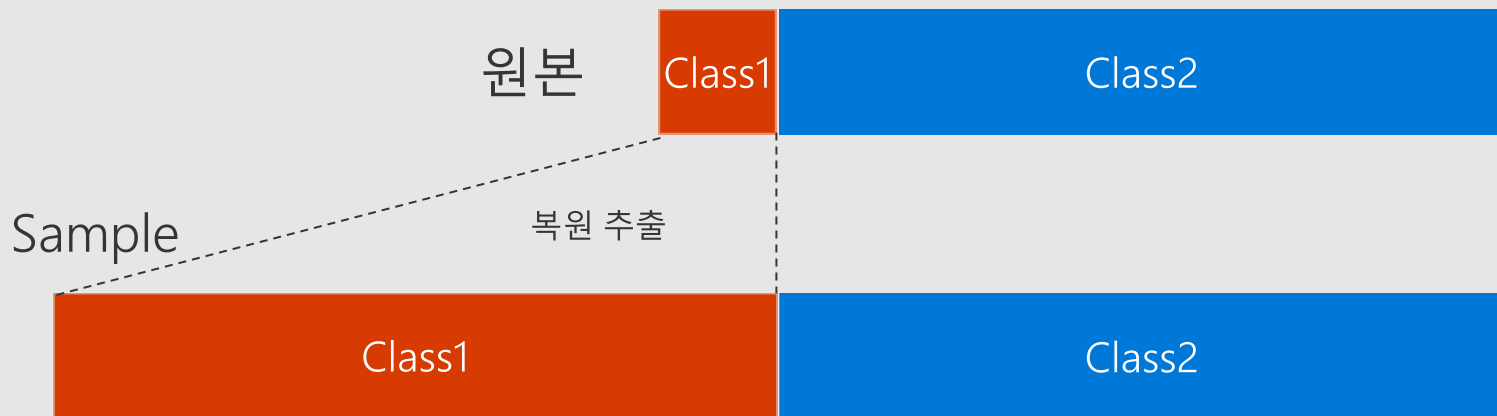 원본
Class1
Class2
Sample
복원 추출
Class1
Class2